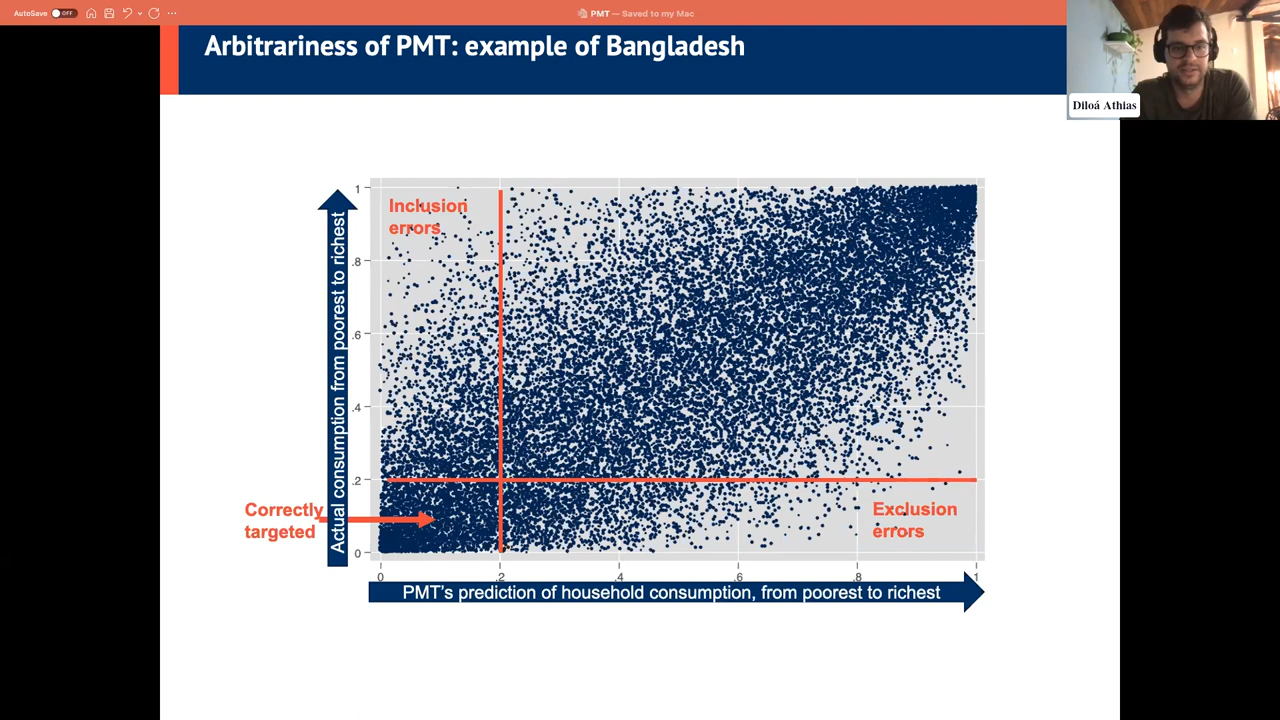 AutoSave OFF
PMT — Saved to my Mac
Arbitrariness of PMT: example of Bangladesh
Diloá Athias
Inclusion
errors
Actual consumption from poorest to richest
1
.8
.6
.4
.2
0
Correctly
targeted
Exclusion
errors
0 .2 .4 .6 .8 1
PMT’s prediction of household consumption, from poorest to richest